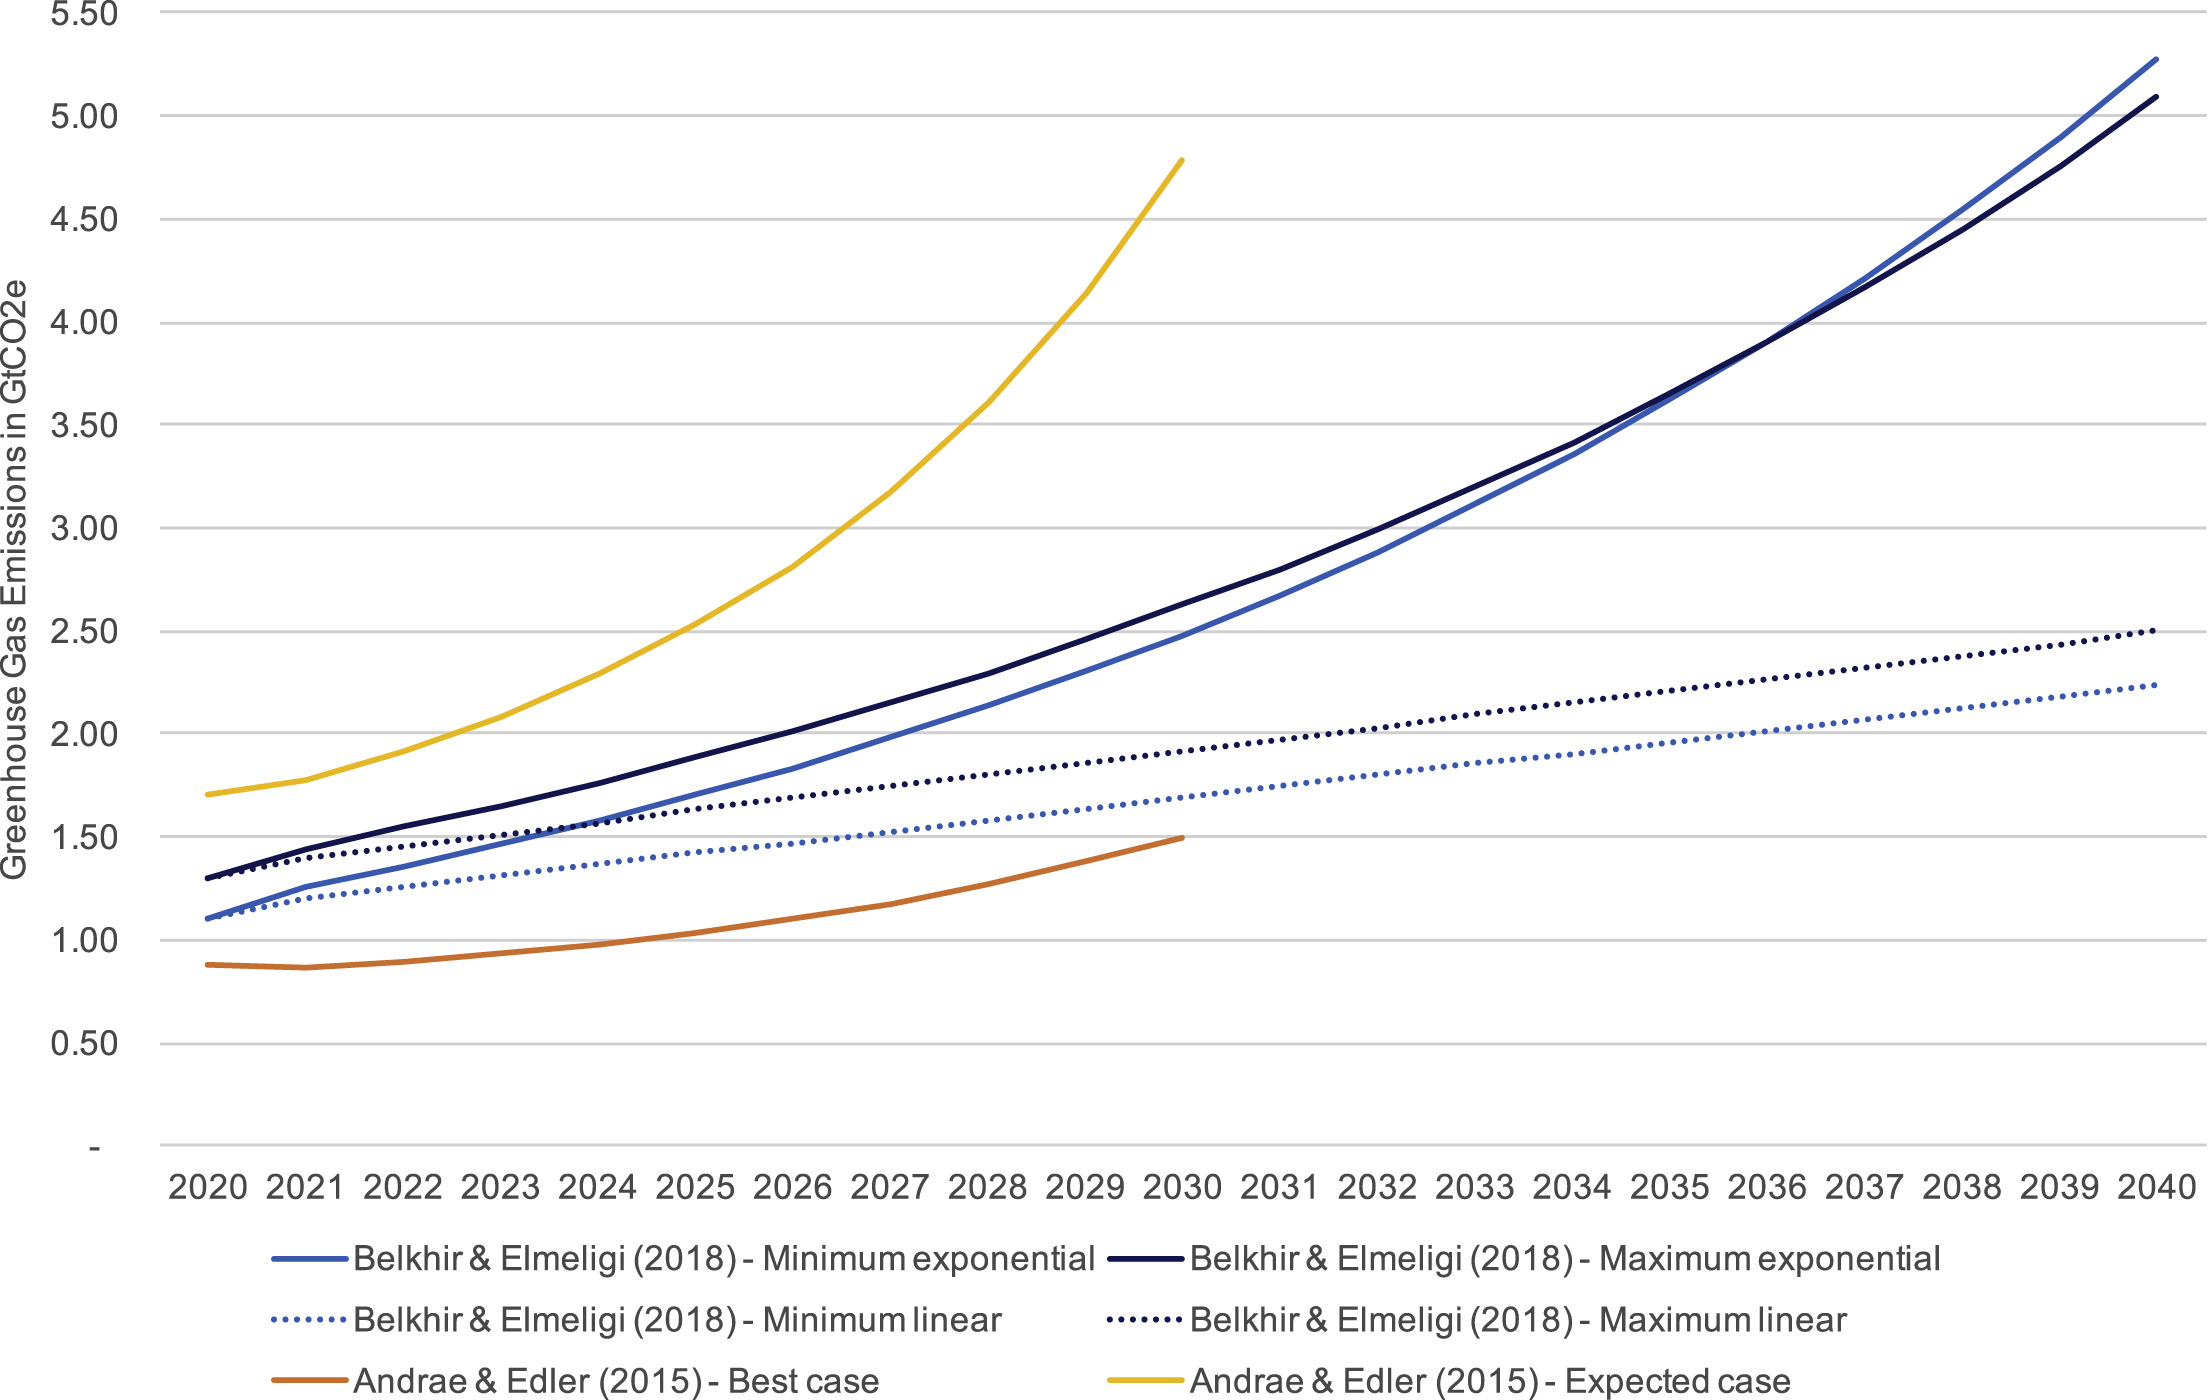 Greenhouse Gas Emissions in GtCO2e
5.50
5.00
4.50
4.00
3.50
3.00
2.50
2.00
1.50
1.00
0.50
-
2020 2021 2022 2023 2024 2025 2026 2027 2028 2029 2030 2031 2032 2033 2034 2035 2036 2037 2038 2039 2040
Belkhir & Elmeligi (2018) - Minimum exponential Belkhir & Elmeligi (2018) - Maximum exponential
Belkhir & Elmeligi (2018) - Minimum linear Belkhir & Elmeligi (2018) - Maximum linear
Andrae & Edler (2015) - Best case Andrae & Edler (2015) - Expected case